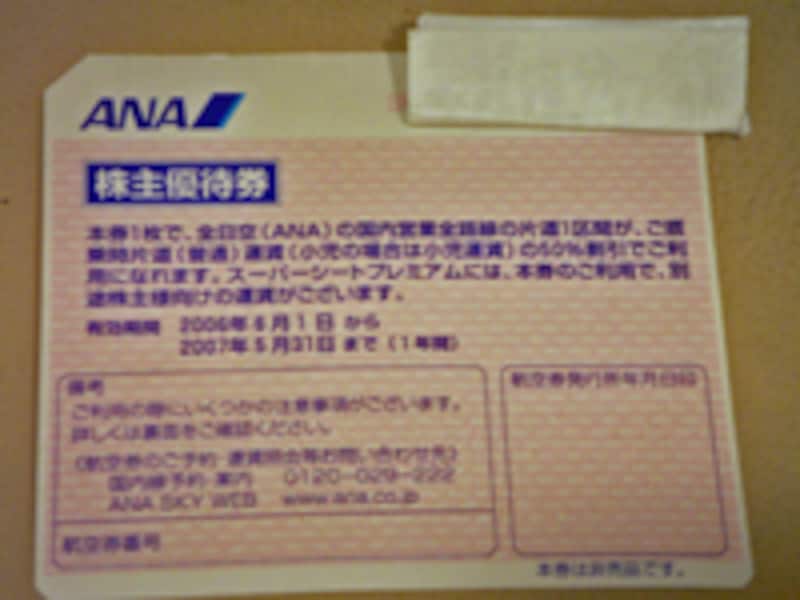 ANA
株主優待券
本券1枚で、全日空(ANA)の国内営業全路線の片道1区間が、ご搭
乗時片道(普通)運賃(小児の場合は小児運賃)の50%割引でご利
用になれます。スーパーシートプレミアムには、本券のご利用で、別
途株主様向けの運賃がございます。
有効期間 2006年6月1日 から
2007年5月31日 まで(1年間)
備考
ご利用の際にいくつかの注意事項がございます。
詳しくは裏面をご確認ください。
《航空券のご予約・運賃照会等お問い合わせ先》
国内線予約・案内 0120-029-222
ANA SKY WEB www.ana.co.jp
航空券番号
航空券発行所年月日印
本券は非売品です。